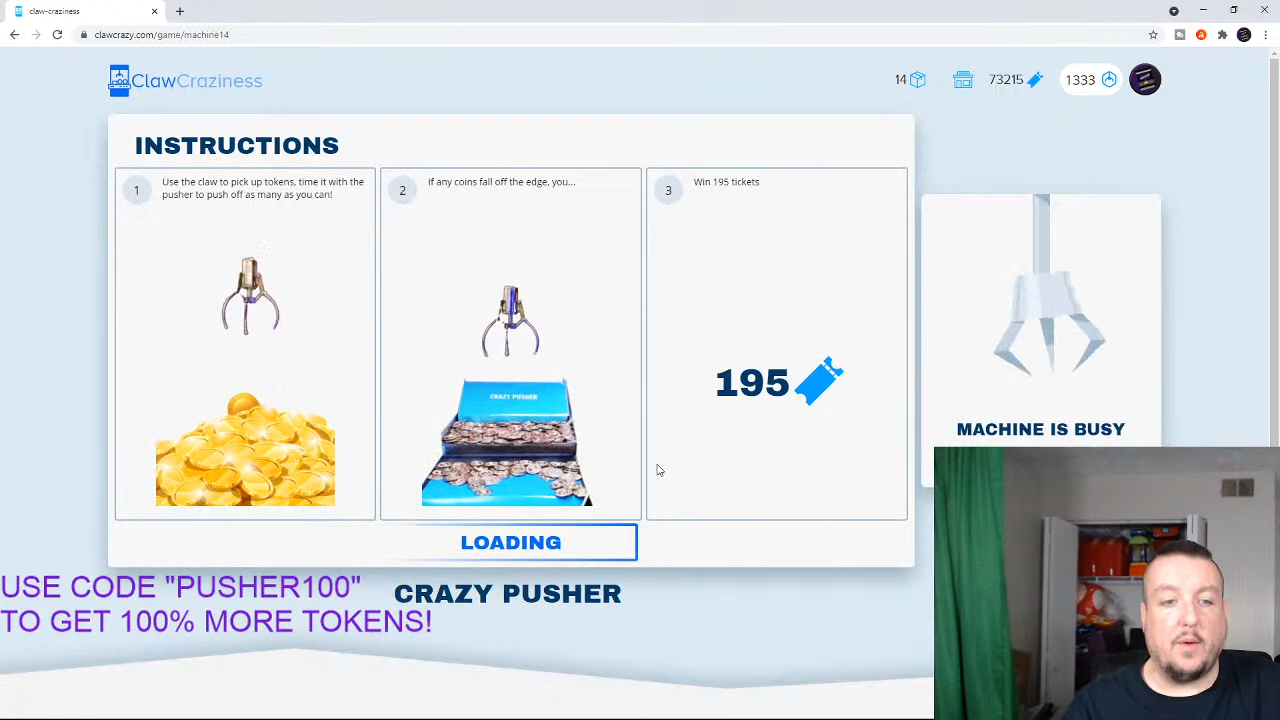 claw-craziness
clawcrazy.com/game/machine14
ClawCraziness
14
73215
1333
INSTRUCTIONS
1
Use the claw to pick up tokens, time it with the
pusher to push off as many as you can!
2
If any coins fall off the edge, you...
CRAZY PUSHER
3
Win 195 tickets
195
MACHINE IS BUSY
LOADING
CRAZY PUSHER
USE CODE "PUSHER100"
TO GET 100% MORE TOKENS!